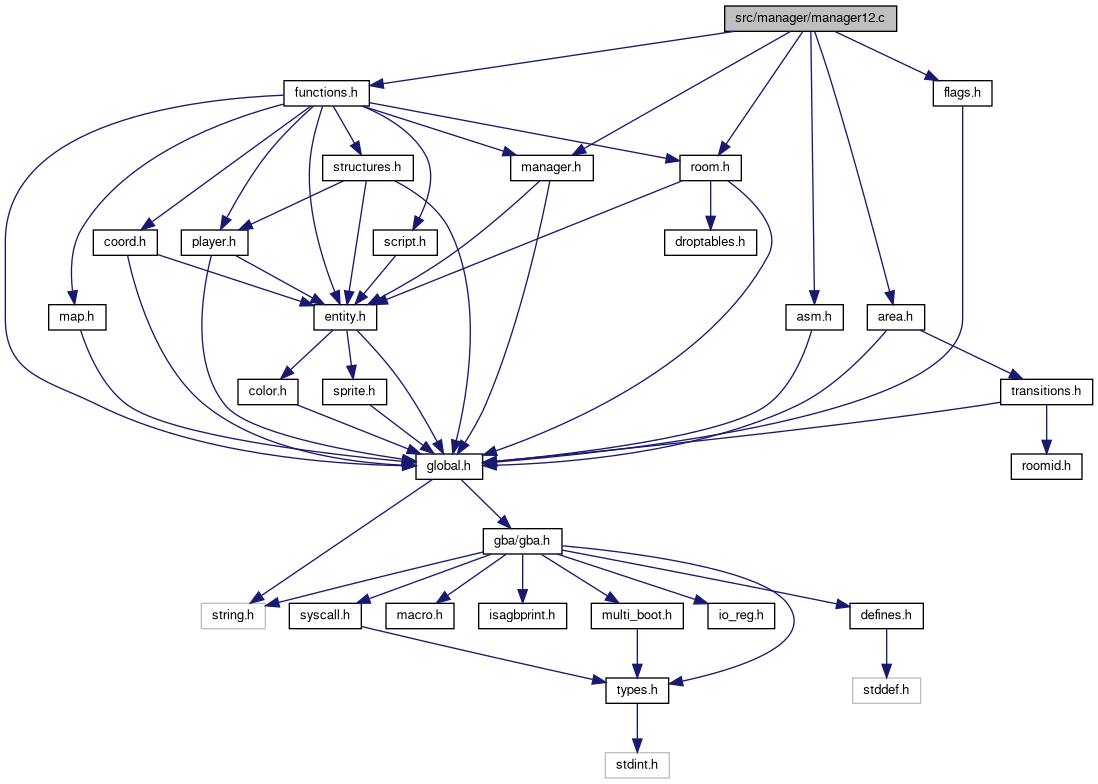 src/manager/manager12.c
functions.h
flags.h
structures.h
manager.h
room.h
coord.h
player.h
script.h
droptables.h
map.h
entity.h
asm.h
area.h
color.h
sprite.h
transitions.h
global.h
roomid.h
gba/gba.h
string.h
syscall.h
macro.h
isagbprint.h
multi_boot.h
io_reg.h
defines.h
types.h
stddef.h
stdint.h